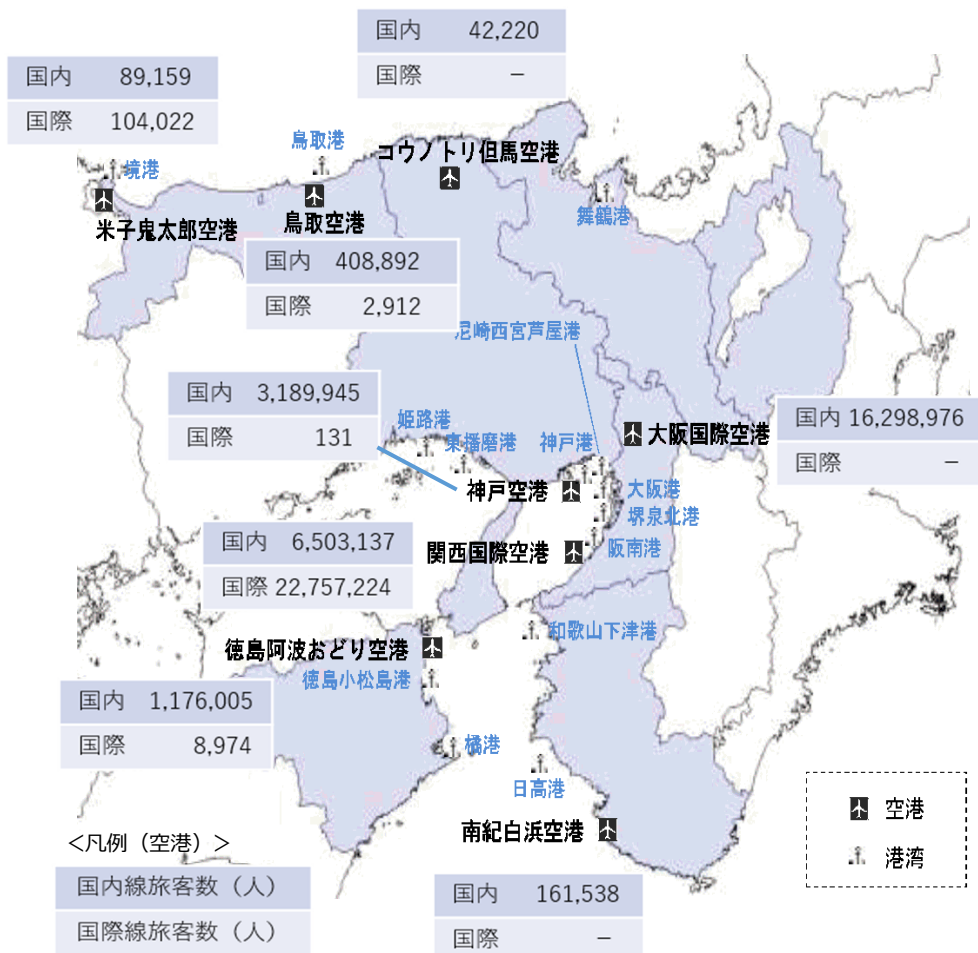 国内 42,220
国際 －
国内 89,159
国際 104,022
鳥取港
コウノトリ但馬空港
境港
舞鶴港
米子鬼太郎空港
鳥取空港
国内 408,892
国際 2,912
尼崎西宮芦屋港
国内 3,189,945
国際 131
姫路港
東播磨港
神戸港
大阪国際空港
国内 16,298,976
国際 －
神戸空港
大阪港
堺泉北港
阪南港
関西国際空港
国内 6,503,137
国際 22,757,224
和歌山下津港
徳島阿波おどり空港
徳島小松島港
国内 1,176,005
国際 8,974
橘港
日高港
南紀白浜空港
空港
港湾
＜凡例（空港）＞
国内線旅客数（人）
国際線旅客数（人）
国内 161,538
国際 －